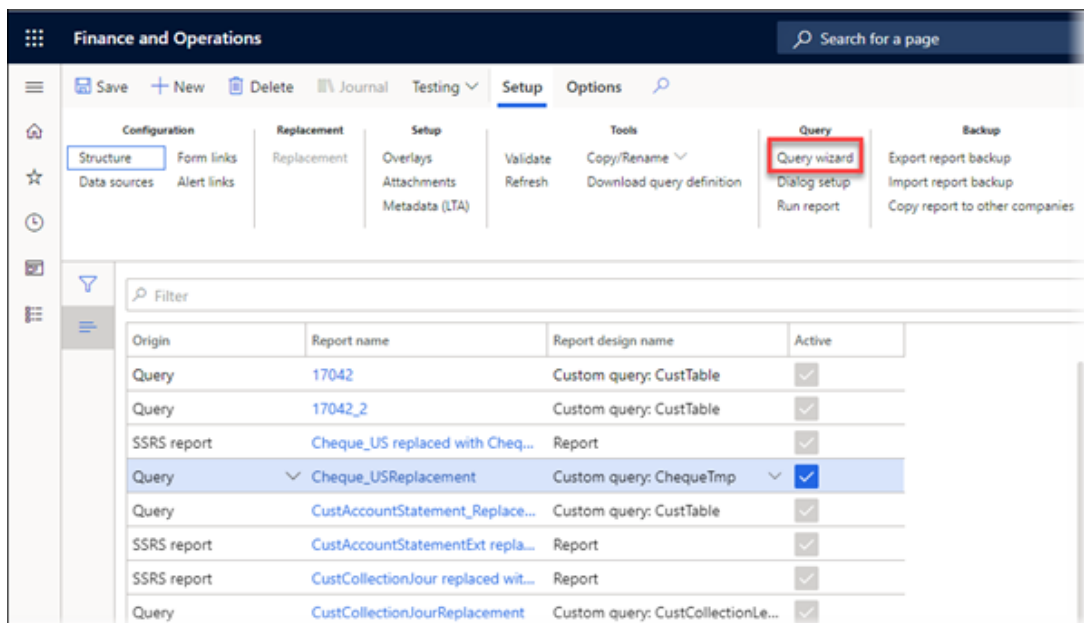 Finance and Operations
Search for a page
Save New Delete Journal Testing Setup Options
Configuration Replacement Setup Tools Query Backup
Structure Form links Replacement Overlays Validate Copy/Rename Query wizard Export report backup
Data sources Alert links Attachments Refresh Download query definition Dialog setup Import report backup
Metadata (LTA) Run report Copy report to other companies
Filter
Origin Report name Report design name Active
Query 17042 Custom query: CustTable
Query 17042_2 Custom query: CustTable
SSRS report Cheque_US replaced with Cheq... Report
Query Cheque_USReplacement Custom query: ChequeTmp
Query CustAccountStatement_Replace... Custom query: CustTable
SSRS report CustAccountStatementExt repla... Report
SSRS report CustCollectionJour replaced wit... Report
Query CustCollectionJourReplacement Custom query: CustCollectionLe...